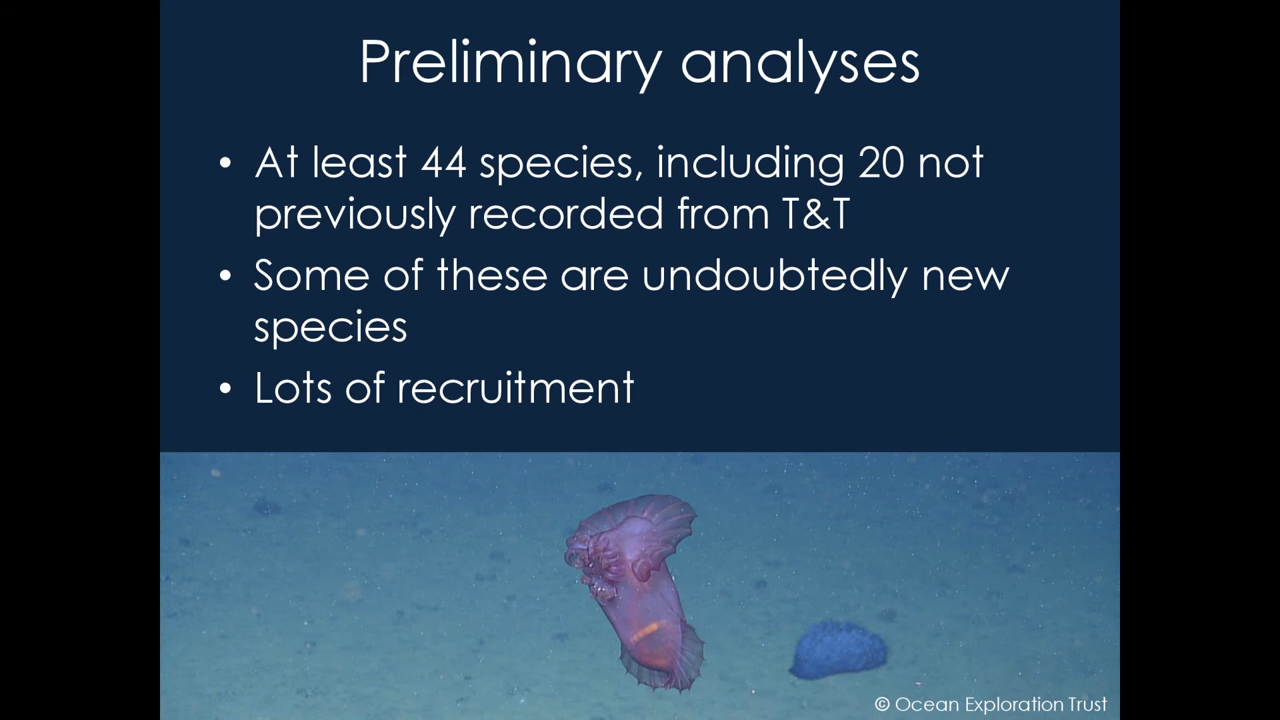 Preliminary analyses
• At least 44 species, including 20 not
previously recorded from T&T
• Some of these are undoubtedly new
species
• Lots of recruitment
© Ocean Exploration Trust